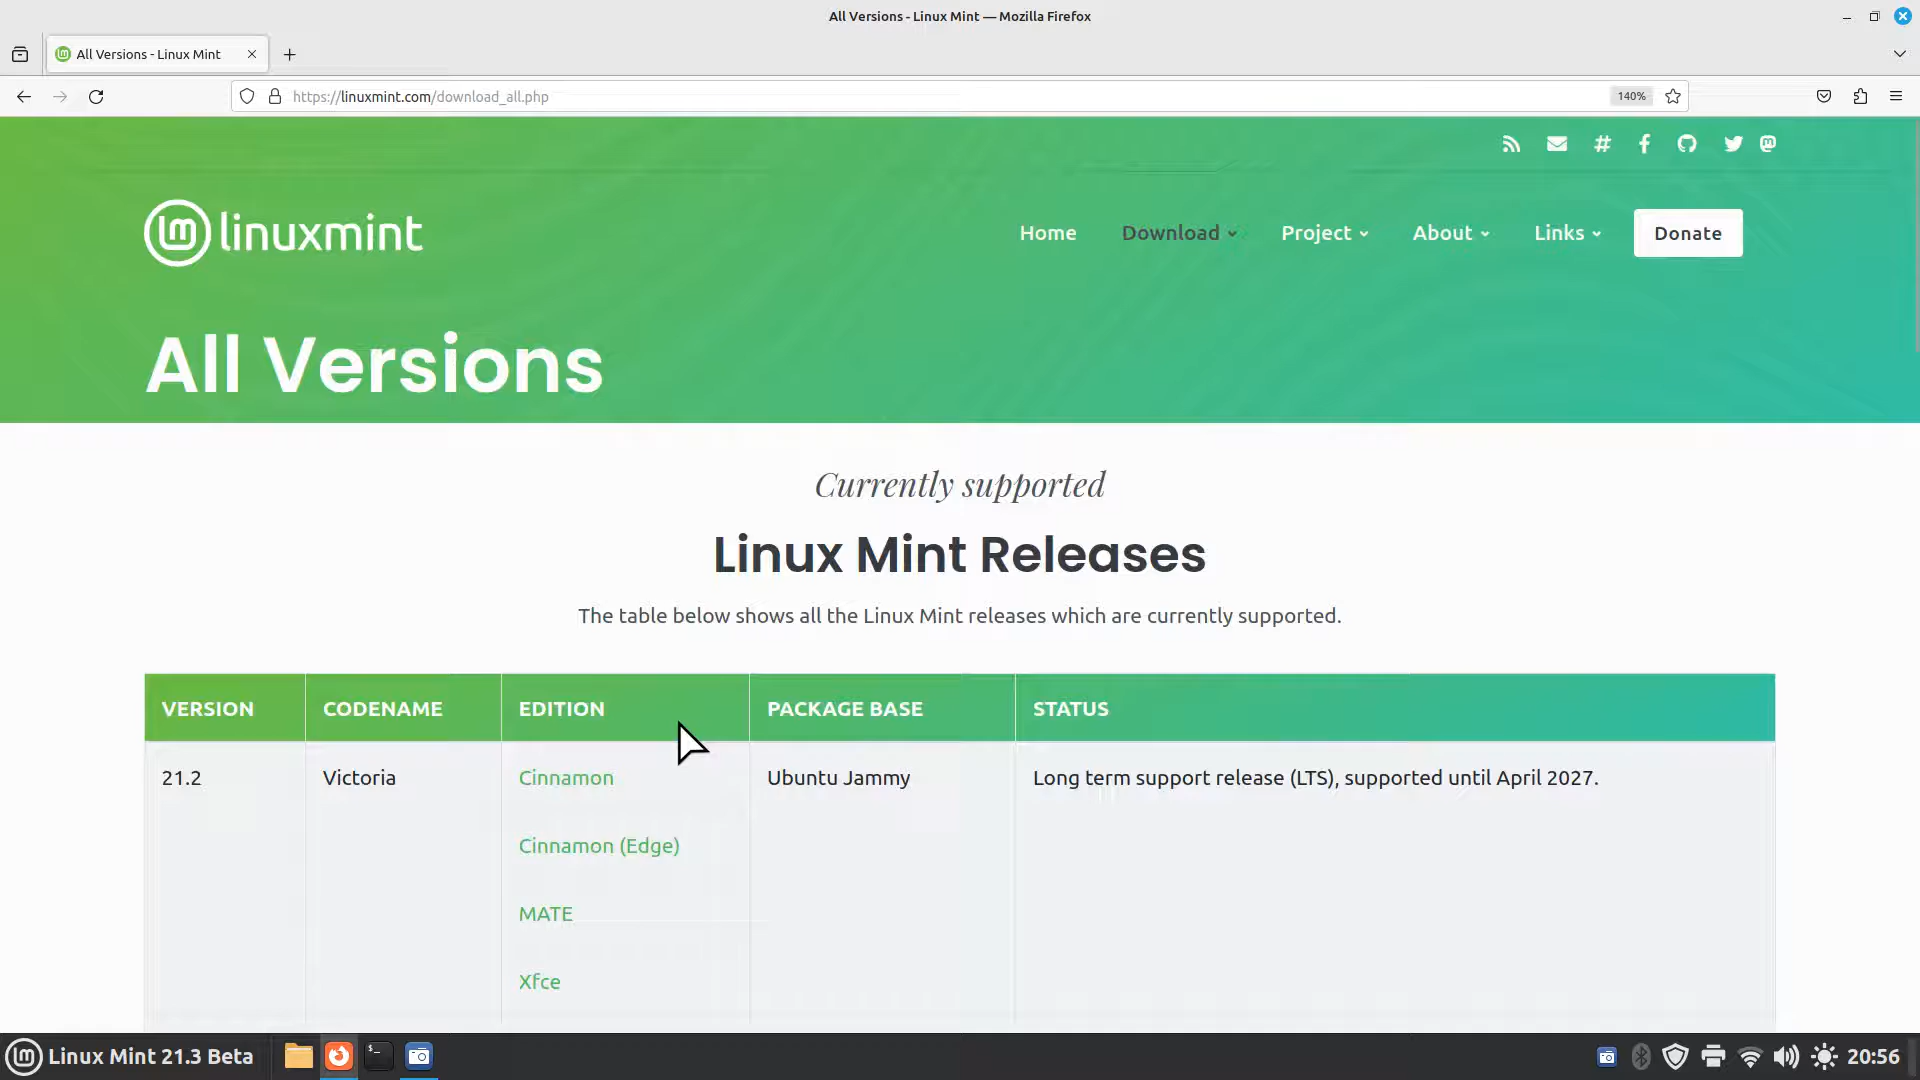 All Versions - Linux Mint — Mozilla Firefox
All Versions - Linux Mint
https://linuxmint.com/download_all.php
140%
linuxmint
Home
Download
Project
About
Links
Donate
All Versions
Currently supported
Linux Mint Releases
The table below shows all the Linux Mint releases which are currently supported.
VERSION CODENAME EDITION PACKAGE BASE STATUS
21.2 Victoria Cinnamon Ubuntu Jammy Long term support release (LTS), supported until April 2027.
Cinnamon (Edge)
MATE
Xfce
Linux Mint 21.3 Beta
20:56